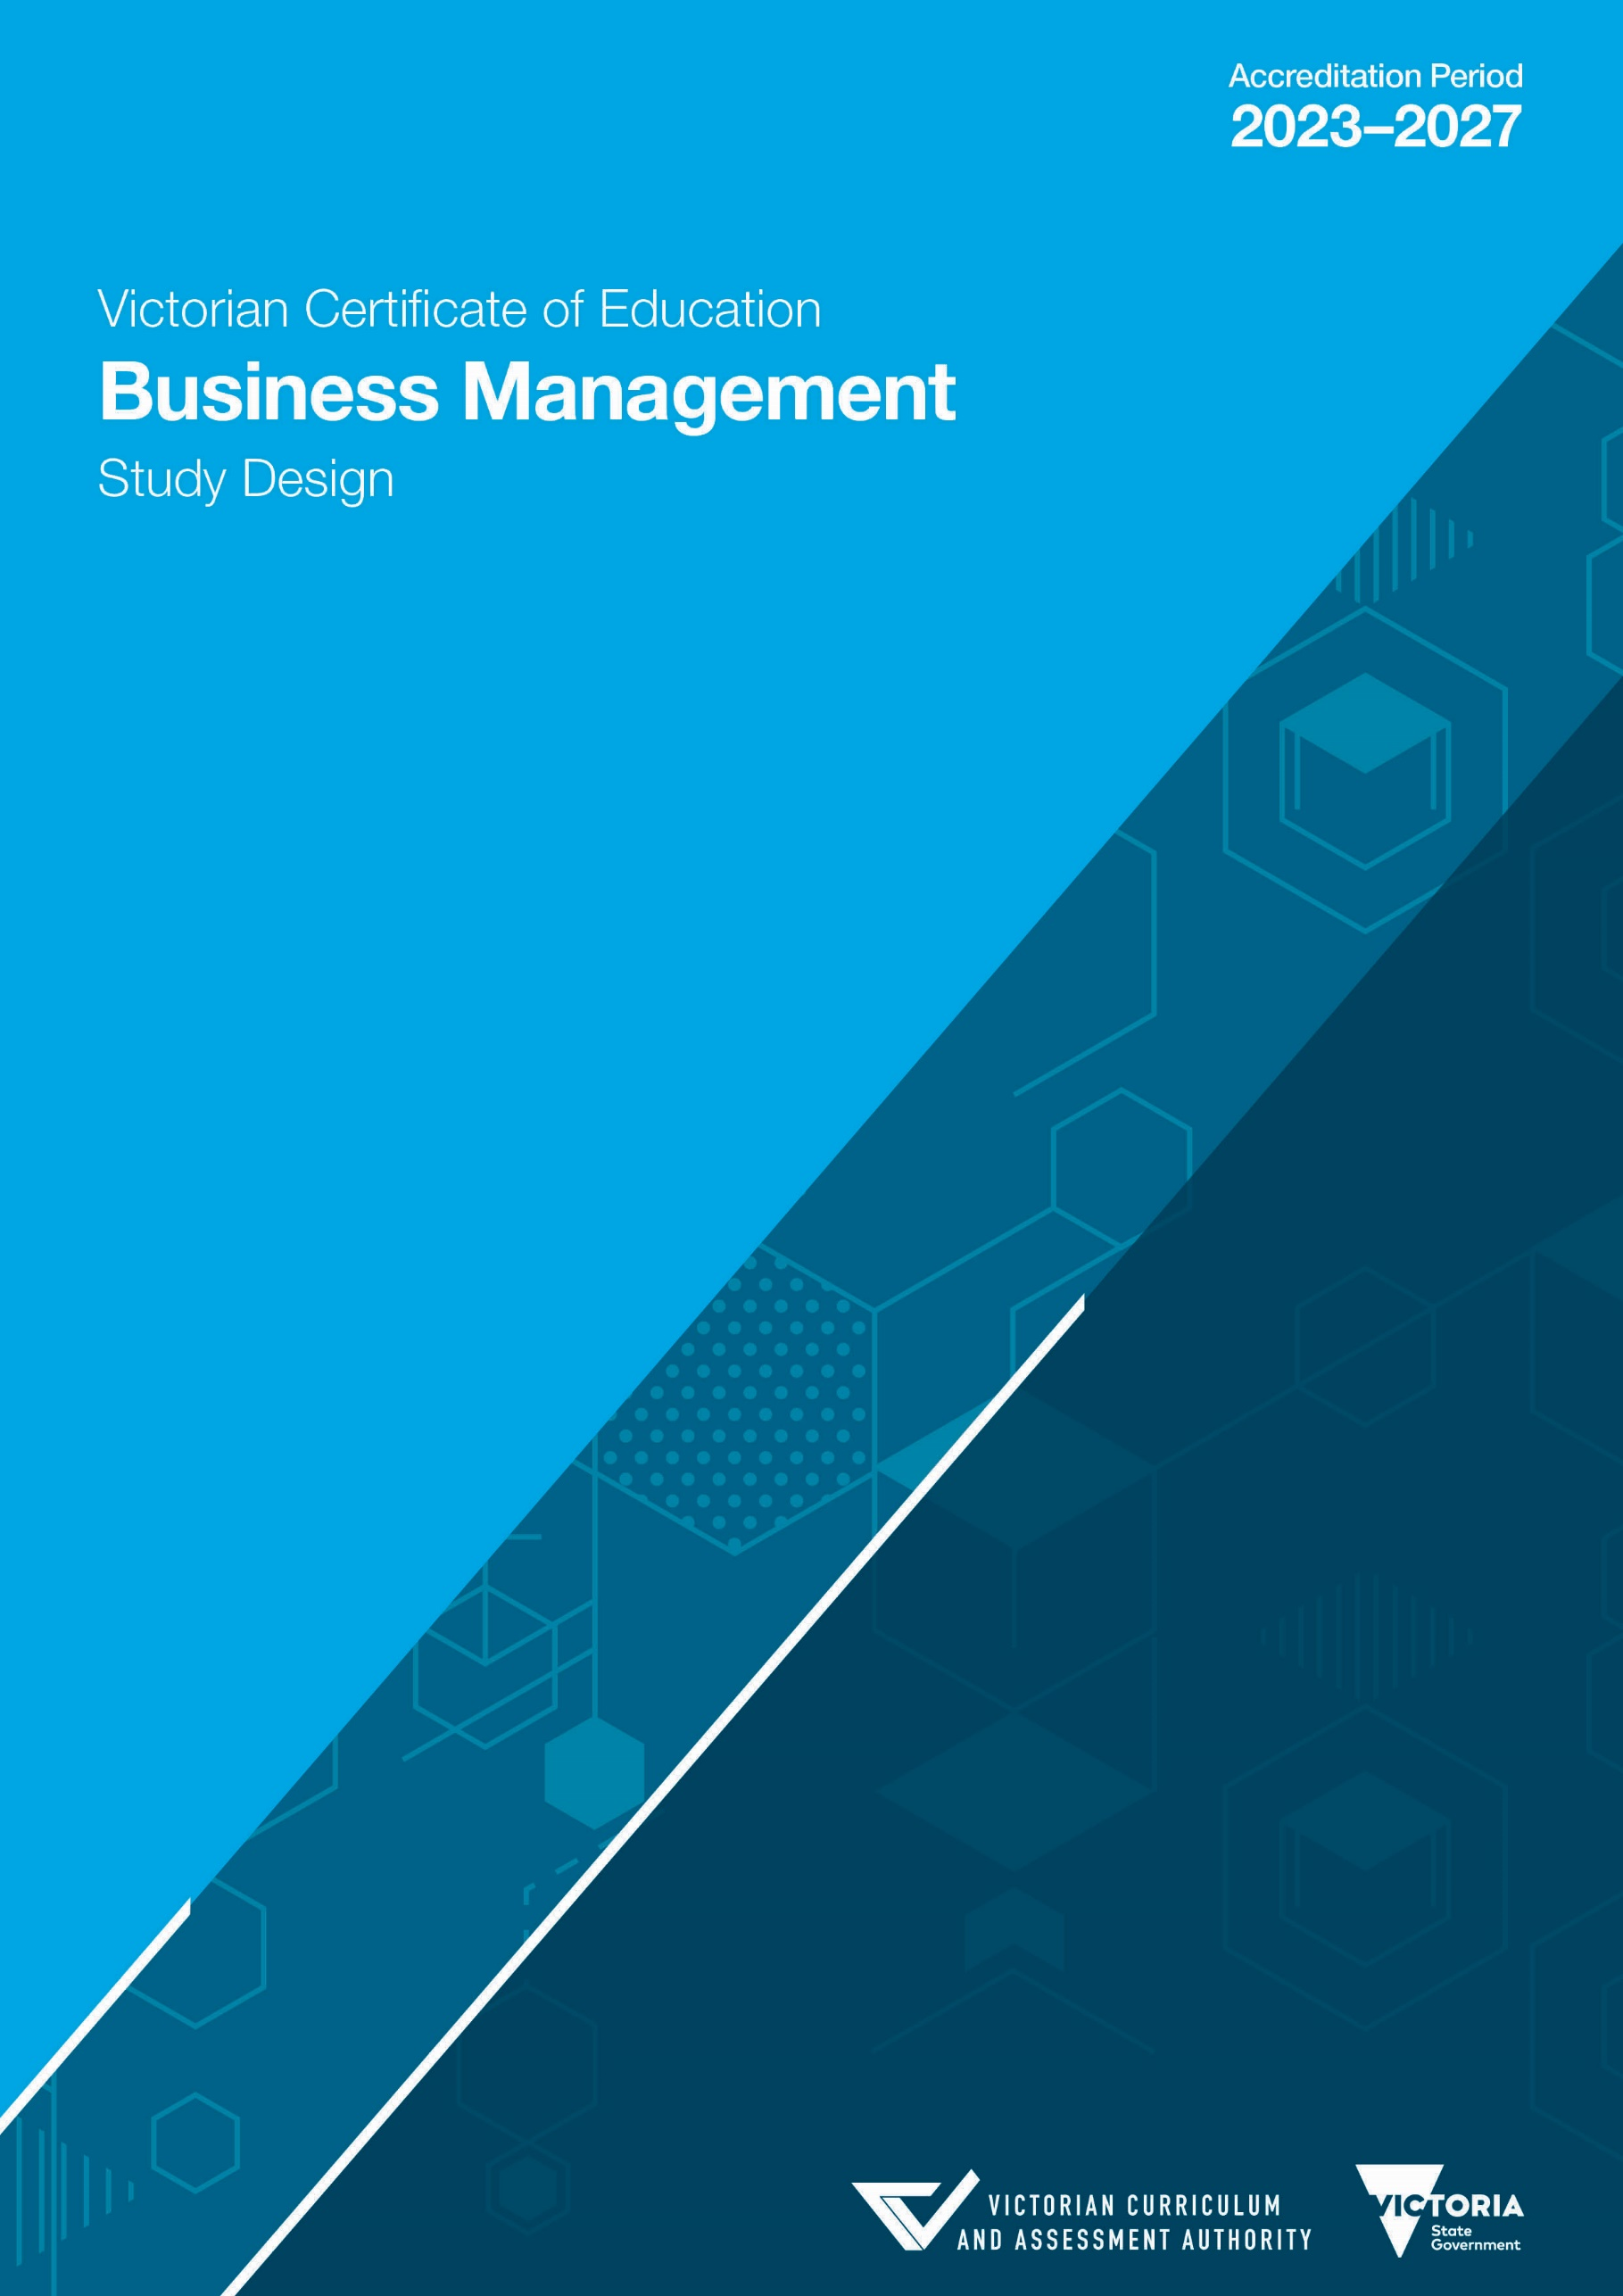 Accreditation Period
2023–2027
Victorian Certificate of Education
Business Management
Study Design
VICTORIAN CURRICULUM
AND ASSESSMENT AUTHORITY
VICTORIA
State
Government